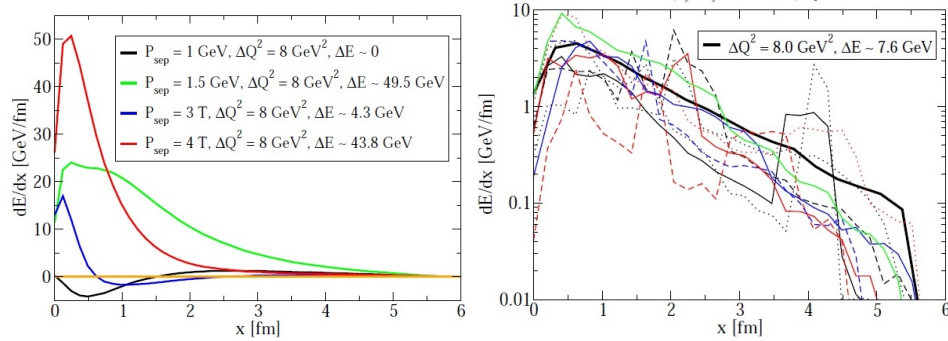 P_sep = 1 GeV, ΔQ² = 8 GeV², ΔE ~ 0
P_sep = 1.5 GeV, ΔQ² = 8 GeV², ΔE ~ 49.5 GeV
P_sep = 3 T, ΔQ² = 8 GeV², ΔE ~ 4.3 GeV
P_sep = 4 T, ΔQ² = 8 GeV², ΔE ~ 43.8 GeV
dE/dx [GeV/fm]
50
40
30
20
10
0
0 1 2 3 4 5 6
x [fm]
ΔQ² = 8.0 GeV², ΔE ~ 7.6 GeV
dE/dx [GeV/fm]
10
1
0.1
0.01
0 1 2 3 4 5 6
x [fm]